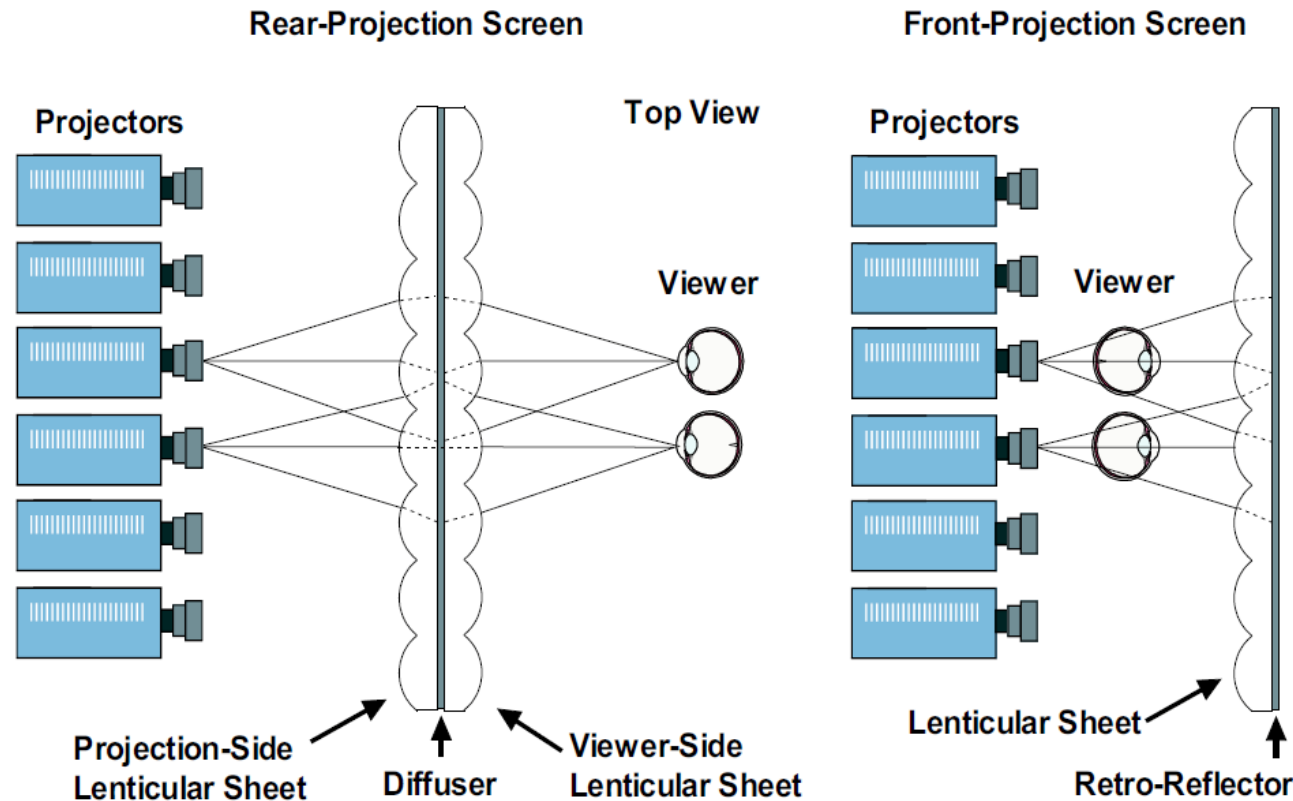 Rear-Projection Screen
Front-Projection Screen
Top View
Projectors
Projectors
Viewer
Viewer
Projection-Side
Lenticular Sheet
Diffuser
Viewer-Side
Lenticular Sheet
Lenticular Sheet
Retro-Reflector